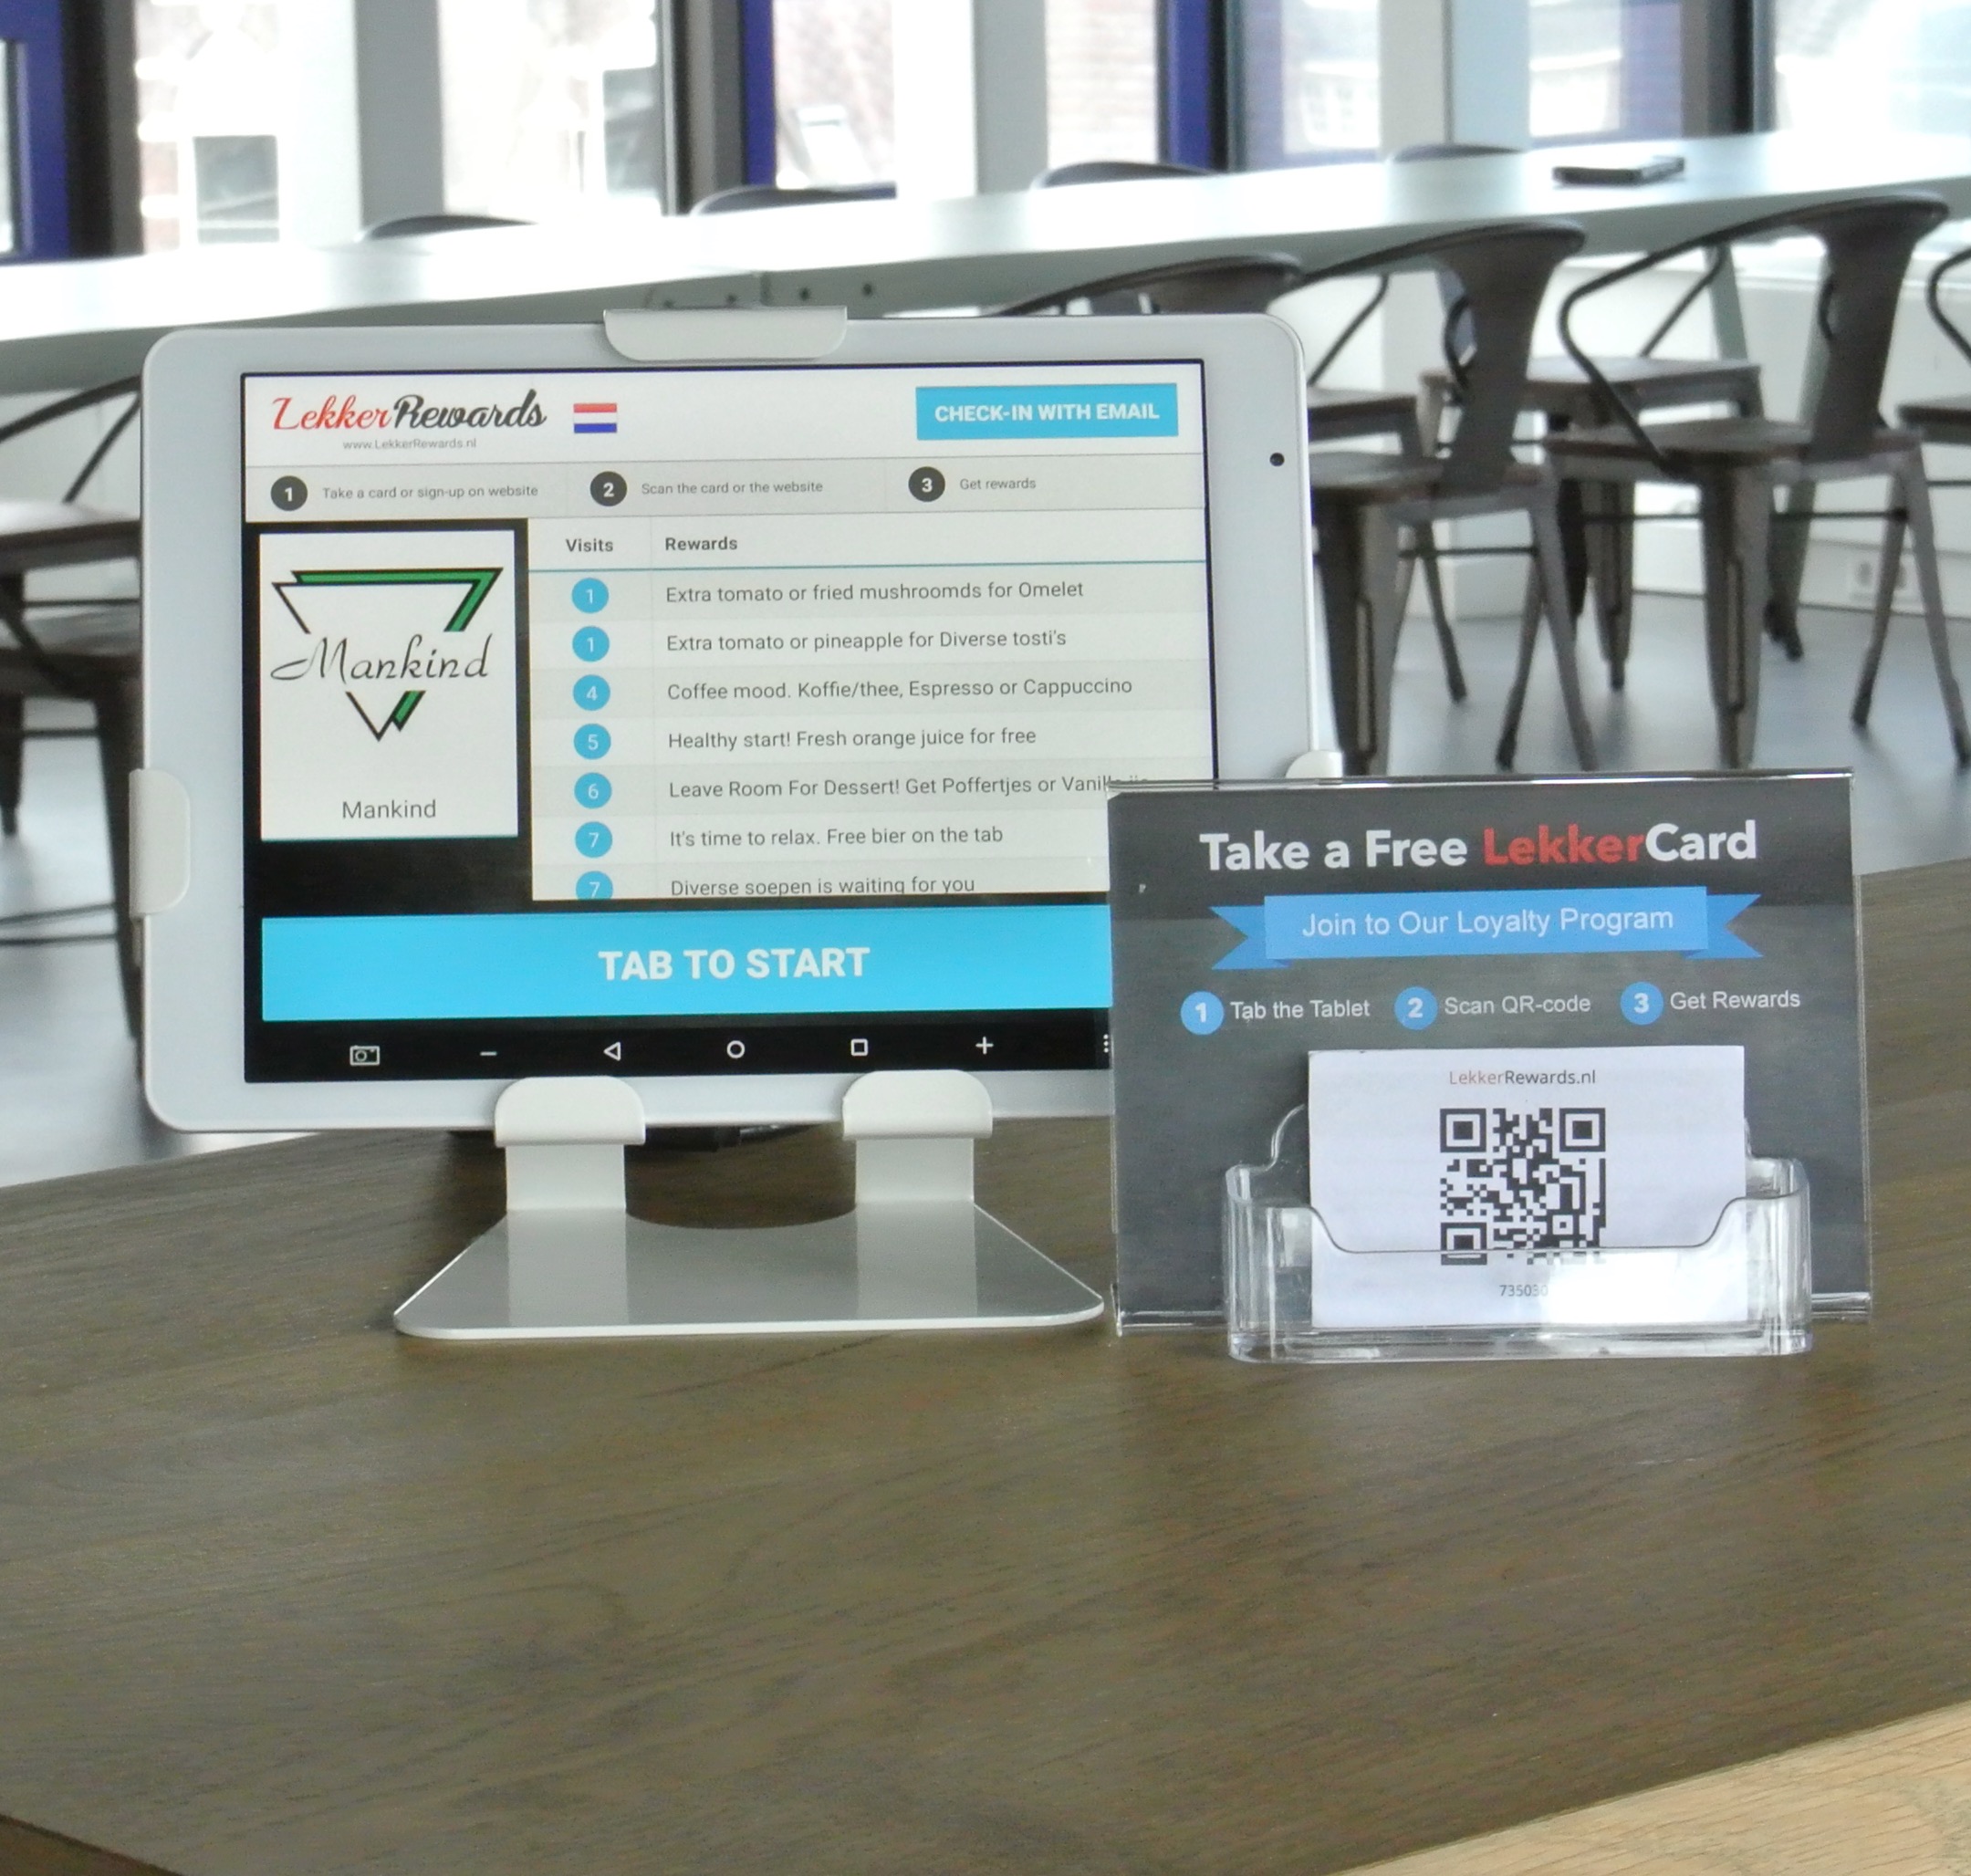 LekkerRewards
www.LekkerRewards.nl
CHECK-IN WITH EMAIL
1 Take a card or sign-up on website
2 Scan the card or the website
3 Get rewards
Mankind
Mankind
Visits Rewards
1 Extra tomato or fried mushroomds for Omelet
1 Extra tomato or pineapple for Diverse tosti's
4 Coffee mood. Koffie/thee, Espresso or Cappuccino
5 Healthy start! Fresh orange juice for free
6 Leave Room For Dessert! Get Poffertjes or
7 It's time to relax. Free bier on the tab
7 Diverse soepen is waiting for you
TAB TO START
Take a Free LekkerCard
Join to Our Loyalty Program
1 Tab the Tablet 2 Scan QR-code 3 Get Rewards
LekkerRewards.nl